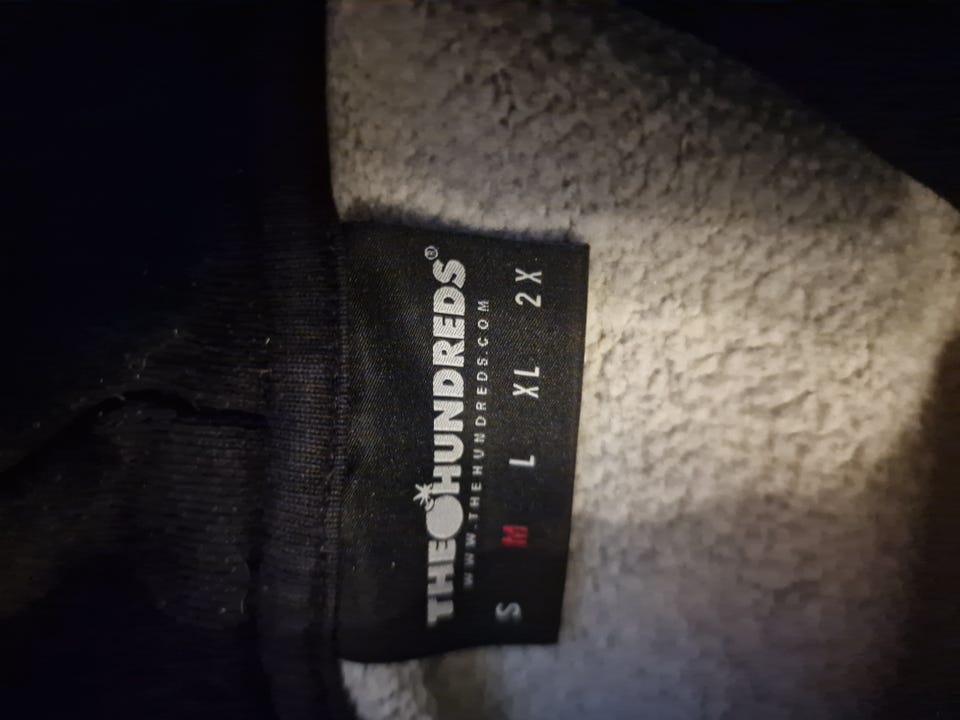 THE HUNDREDS®
WWW.THEHUNDREDS.COM
S M L XL 2X